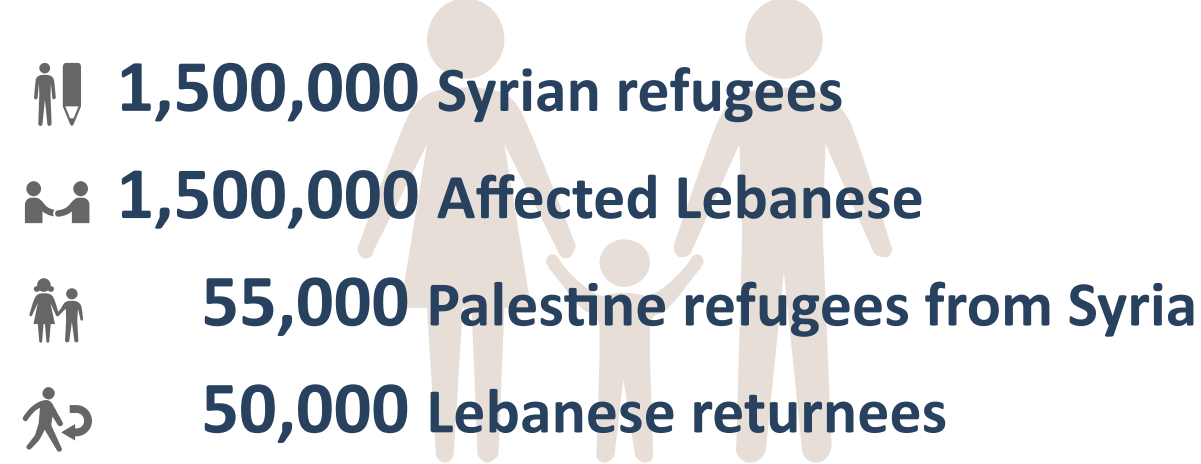 1,500,000 Syrian refugees
1,500,000 Affected Lebanese
55,000 Palestine refugees from Syria
50,000 Lebanese returnees